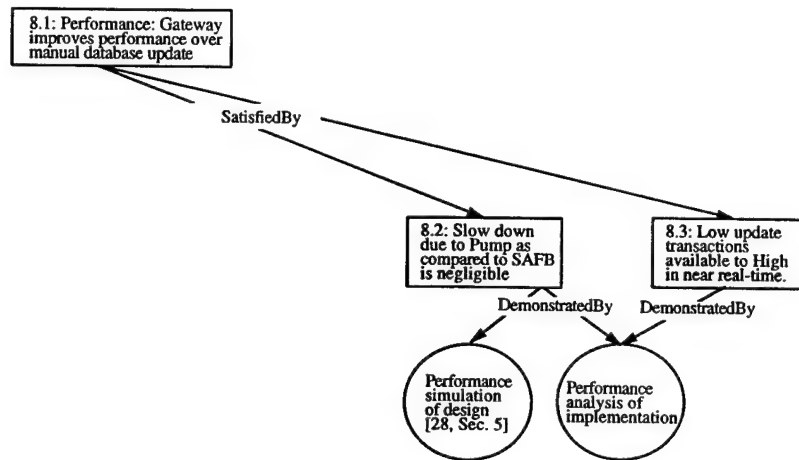 8.1: Performance: Gateway
improves performance over
manual database update
SatisfiedBy
8.2: Slow down
due to Pump as
compared to SAFB
is negligible
8.3: Low update
transactions
available to High
in near real-time.
DemonstratedBy
DemonstratedBy
Performance
simulation
of design
[28, Sec. 5]
Performance
analysis of
implementation